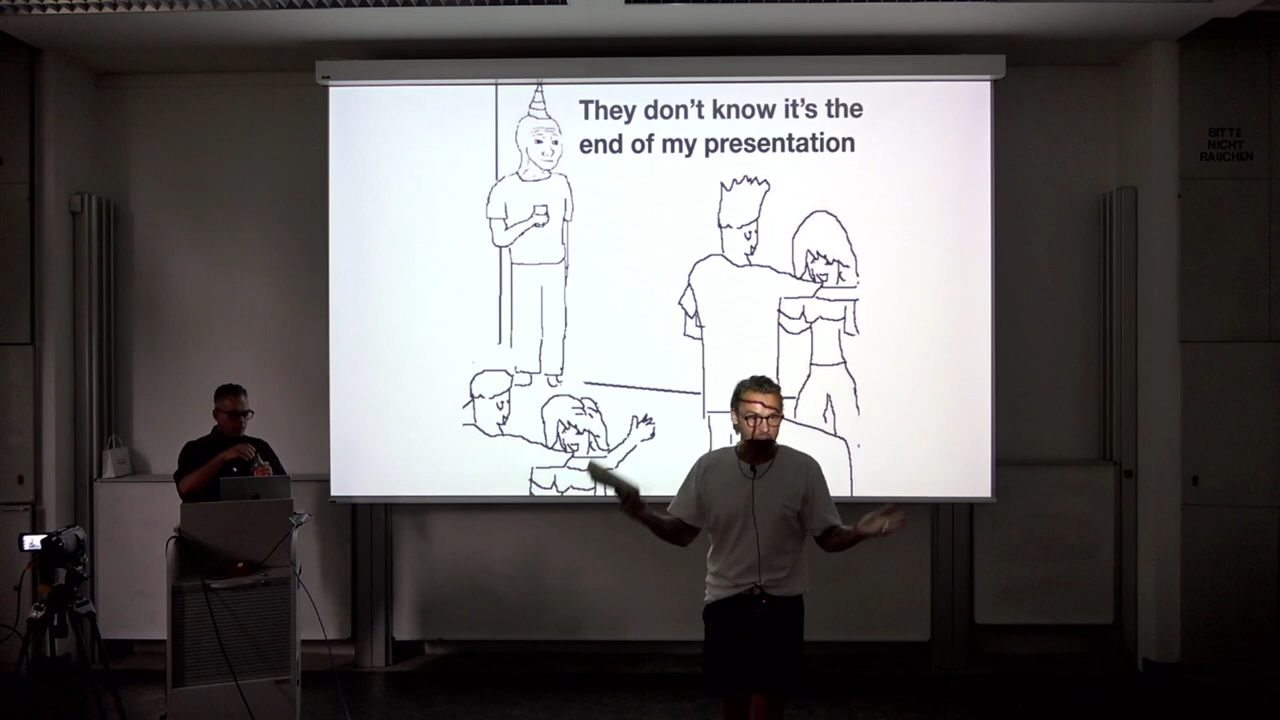 They don't know it's the
end of my presentation
BITTE
NICHT
RAUCHEN